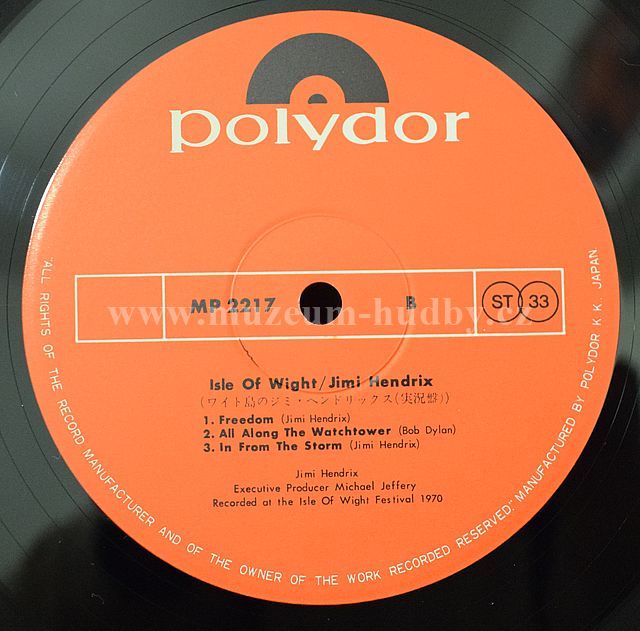 polydor
MP 2217 B ST 33
www.muzeum-hudby.cz
Isle Of Wight/Jimi Hendrix
(ワイト島のジミ・ヘンドリックス(実況盤))
1. Freedom (Jimi Hendrix)
2. All Along The Watchtower (Bob Dylan)
3. In From The Storm (Jimi Hendrix)
Jimi Hendrix
Executive Producer Michael Jeffery
Recorded at the Isle Of Wight Festival 1970
"ALL RIGHTS OF THE RECORD MANUFACTURER AND OF THE OWNER OF THE WORK RECORDED RESERVED." MANUFACTURED BY POLYDOR K.K. JAPAN